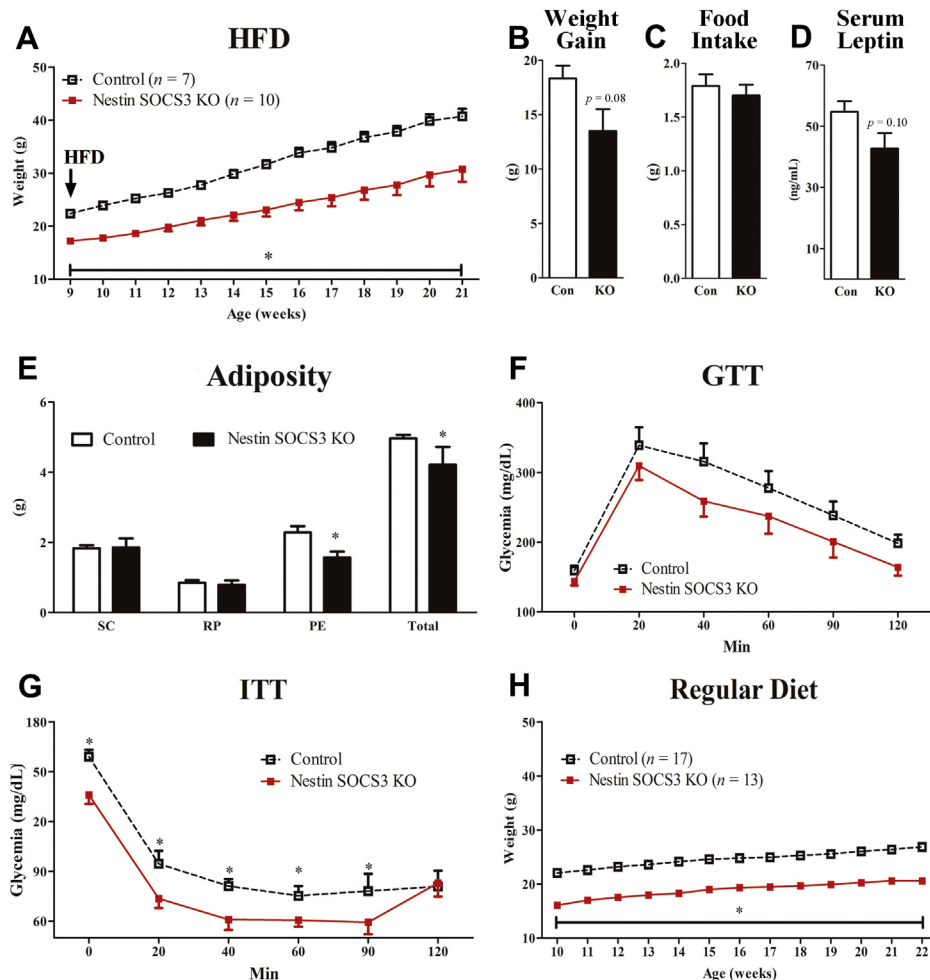 A
HFD
Control (n = 7)
Nestin SOCS3 KO (n = 10)
HFD
Weight (g)
50
40
30
20
10
9 10 11 12 13 14 15 16 17 18 19 20 21
Age (weeks)
*
B
Weight
Gain
(g)
20
15
10
5
0
p = 0.08
Con KO
C
Food
Intake
(g)
2.0
1.6
1.2
0.8
0.4
0.0
Con KO
D
Serum
Leptin
(ng/mL)
90
60
30
p = 0.10
Con KO
E
Adiposity
Control
Nestin SOCS3 KO
(g)
6
4
2
0
* *
SC RP PE Total
F
GTT
Glycemia (mg/dL)
400
300
200
100
Control
Nestin SOCS3 KO
0 20 40 60 90 120
Min
G
ITT
Glycemia (mg/dL)
180
50
20
90
60
* * * * *
Control
Nestin SOCS3 KO
0 20 40 60 90 120
Min
H
Regular Diet
Control (n = 17)
Nestin SOCS3 KO (n = 13)
Weight (g)
50
40
30
20
10
*
10 11 12 13 14 15 16 17 18 19 20 21 22
Age (weeks)